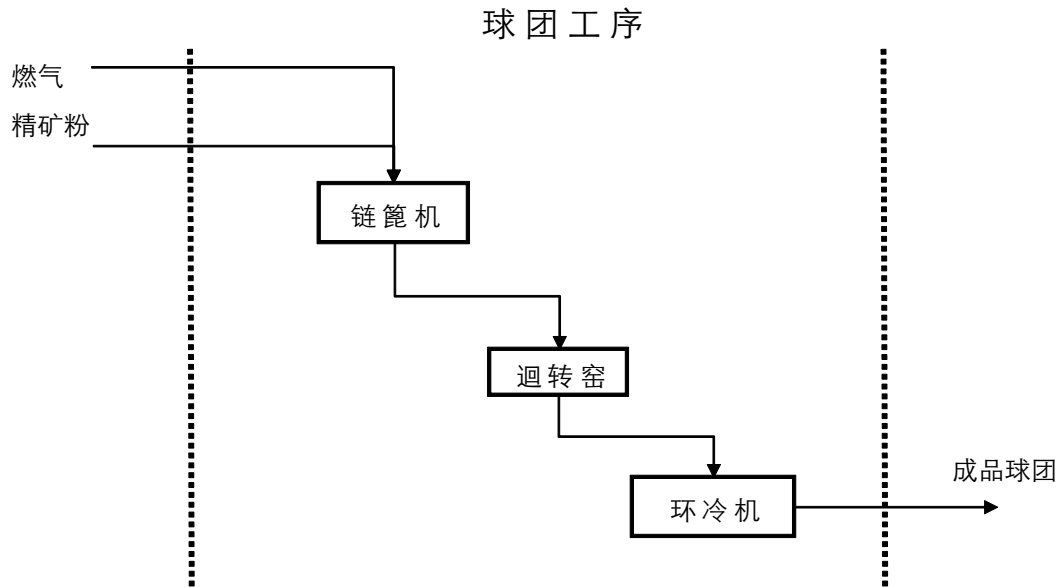 球团工序
燃气
精矿粉
链篦机
迴转窑
环冷机
成品球团